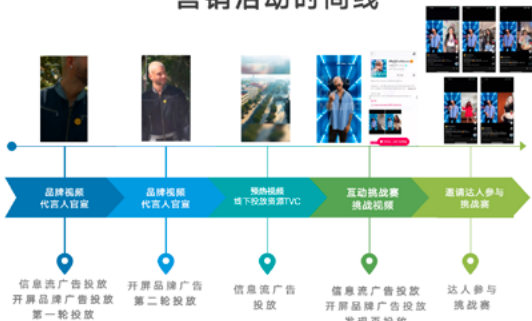 营销活动时间线
品牌视频
代言人官宣
品牌视频
代言人官宣
预热视频
线下投放资源TVC
互动挑战赛
挑战视频
邀请达人参与
挑战赛
信息流广告投放
开屏品牌广告投放
第一轮投放
开屏品牌广告
第二轮投放
信息流广告
投放
信息流广告投放
开屏品牌广告投放
发现页投放
达人参与
挑战赛